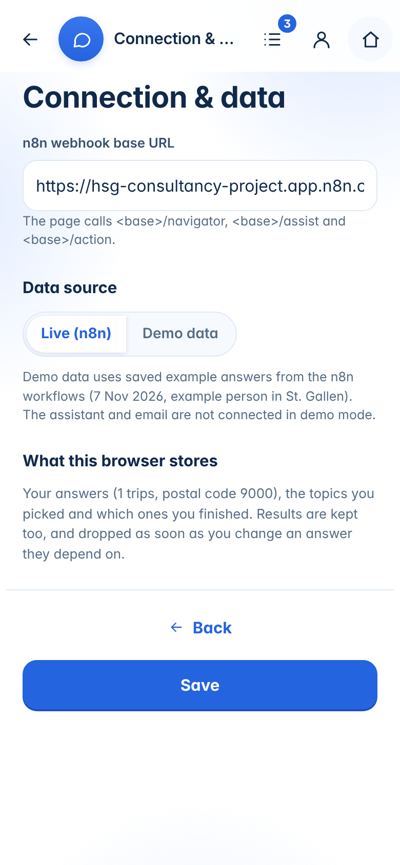 Connection & ...
3
Connection & data
n8n webhook base URL
https://hsg-consultancy-project.app.n8n.c
The page calls <base>/navigator, <base>/assist and
<base>/action.
Data source
Live (n8n)
Demo data
Demo data uses saved example answers from the n8n
workflows (7 Nov 2026, example person in St. Gallen).
The assistant and email are not connected in demo mode.
What this browser stores
Your answers (1 trips, postal code 9000), the topics you
picked and which ones you finished. Results are kept
too, and dropped as soon as you change an answer
they depend on.
← Back
Save